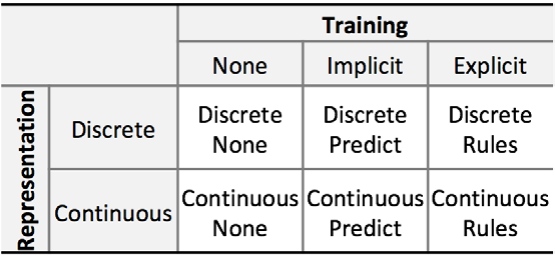 Training
None Implicit Explicit
Representation
Discrete
Discrete None
Discrete Predict
Discrete Rules
Continuous
Continuous None
Continuous Predict
Continuous Rules